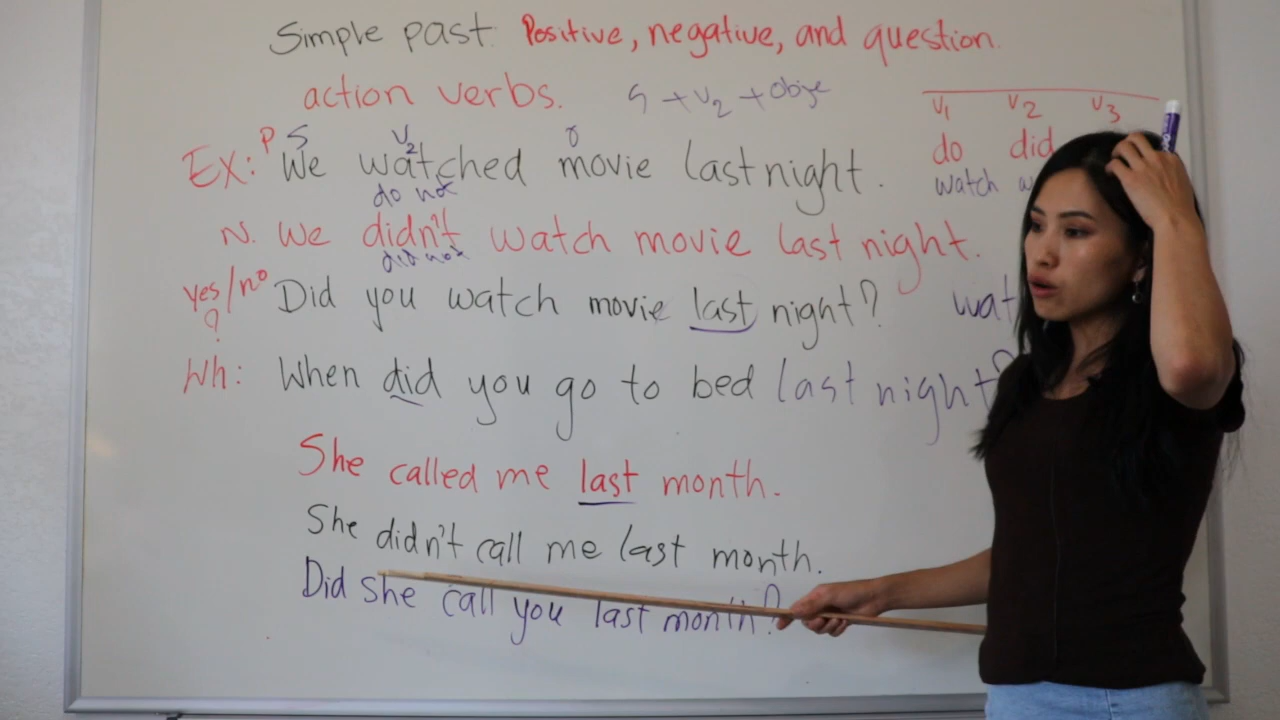 Simple past. Positive, negative, and question.
action verbs. S + V2 + Obje
V1 V2 V3
do did
watch
P S V2 O
Ex: We watched movie last night.
do not
N. We didn't watch movie last night.
did not
yes/no ? Did you watch movie last night?
wat
Wh: When did you go to bed last night?
She called me last month.
She didn't call me last month.
Did she call you last month?